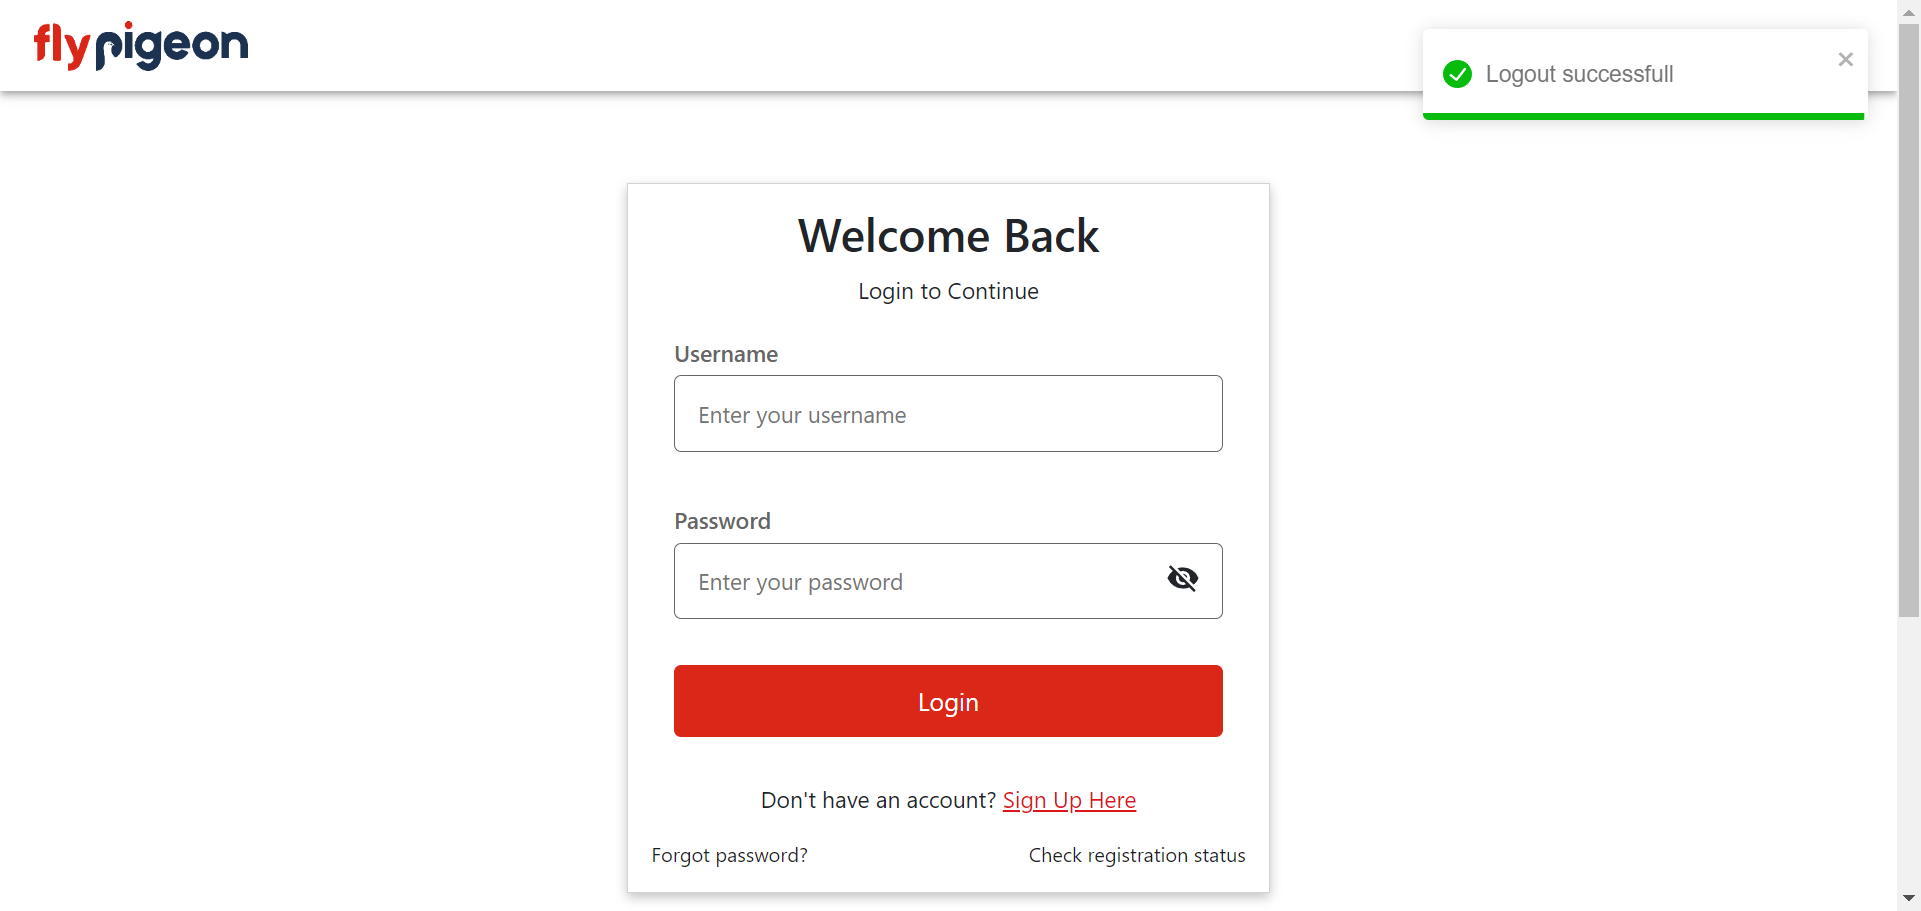 flypigeon
Logout successfull
Welcome Back
Login to Continue
Username
Enter your username
Password
Enter your password
Login
Don't have an account? Sign Up Here
Forgot password?
Check registration status